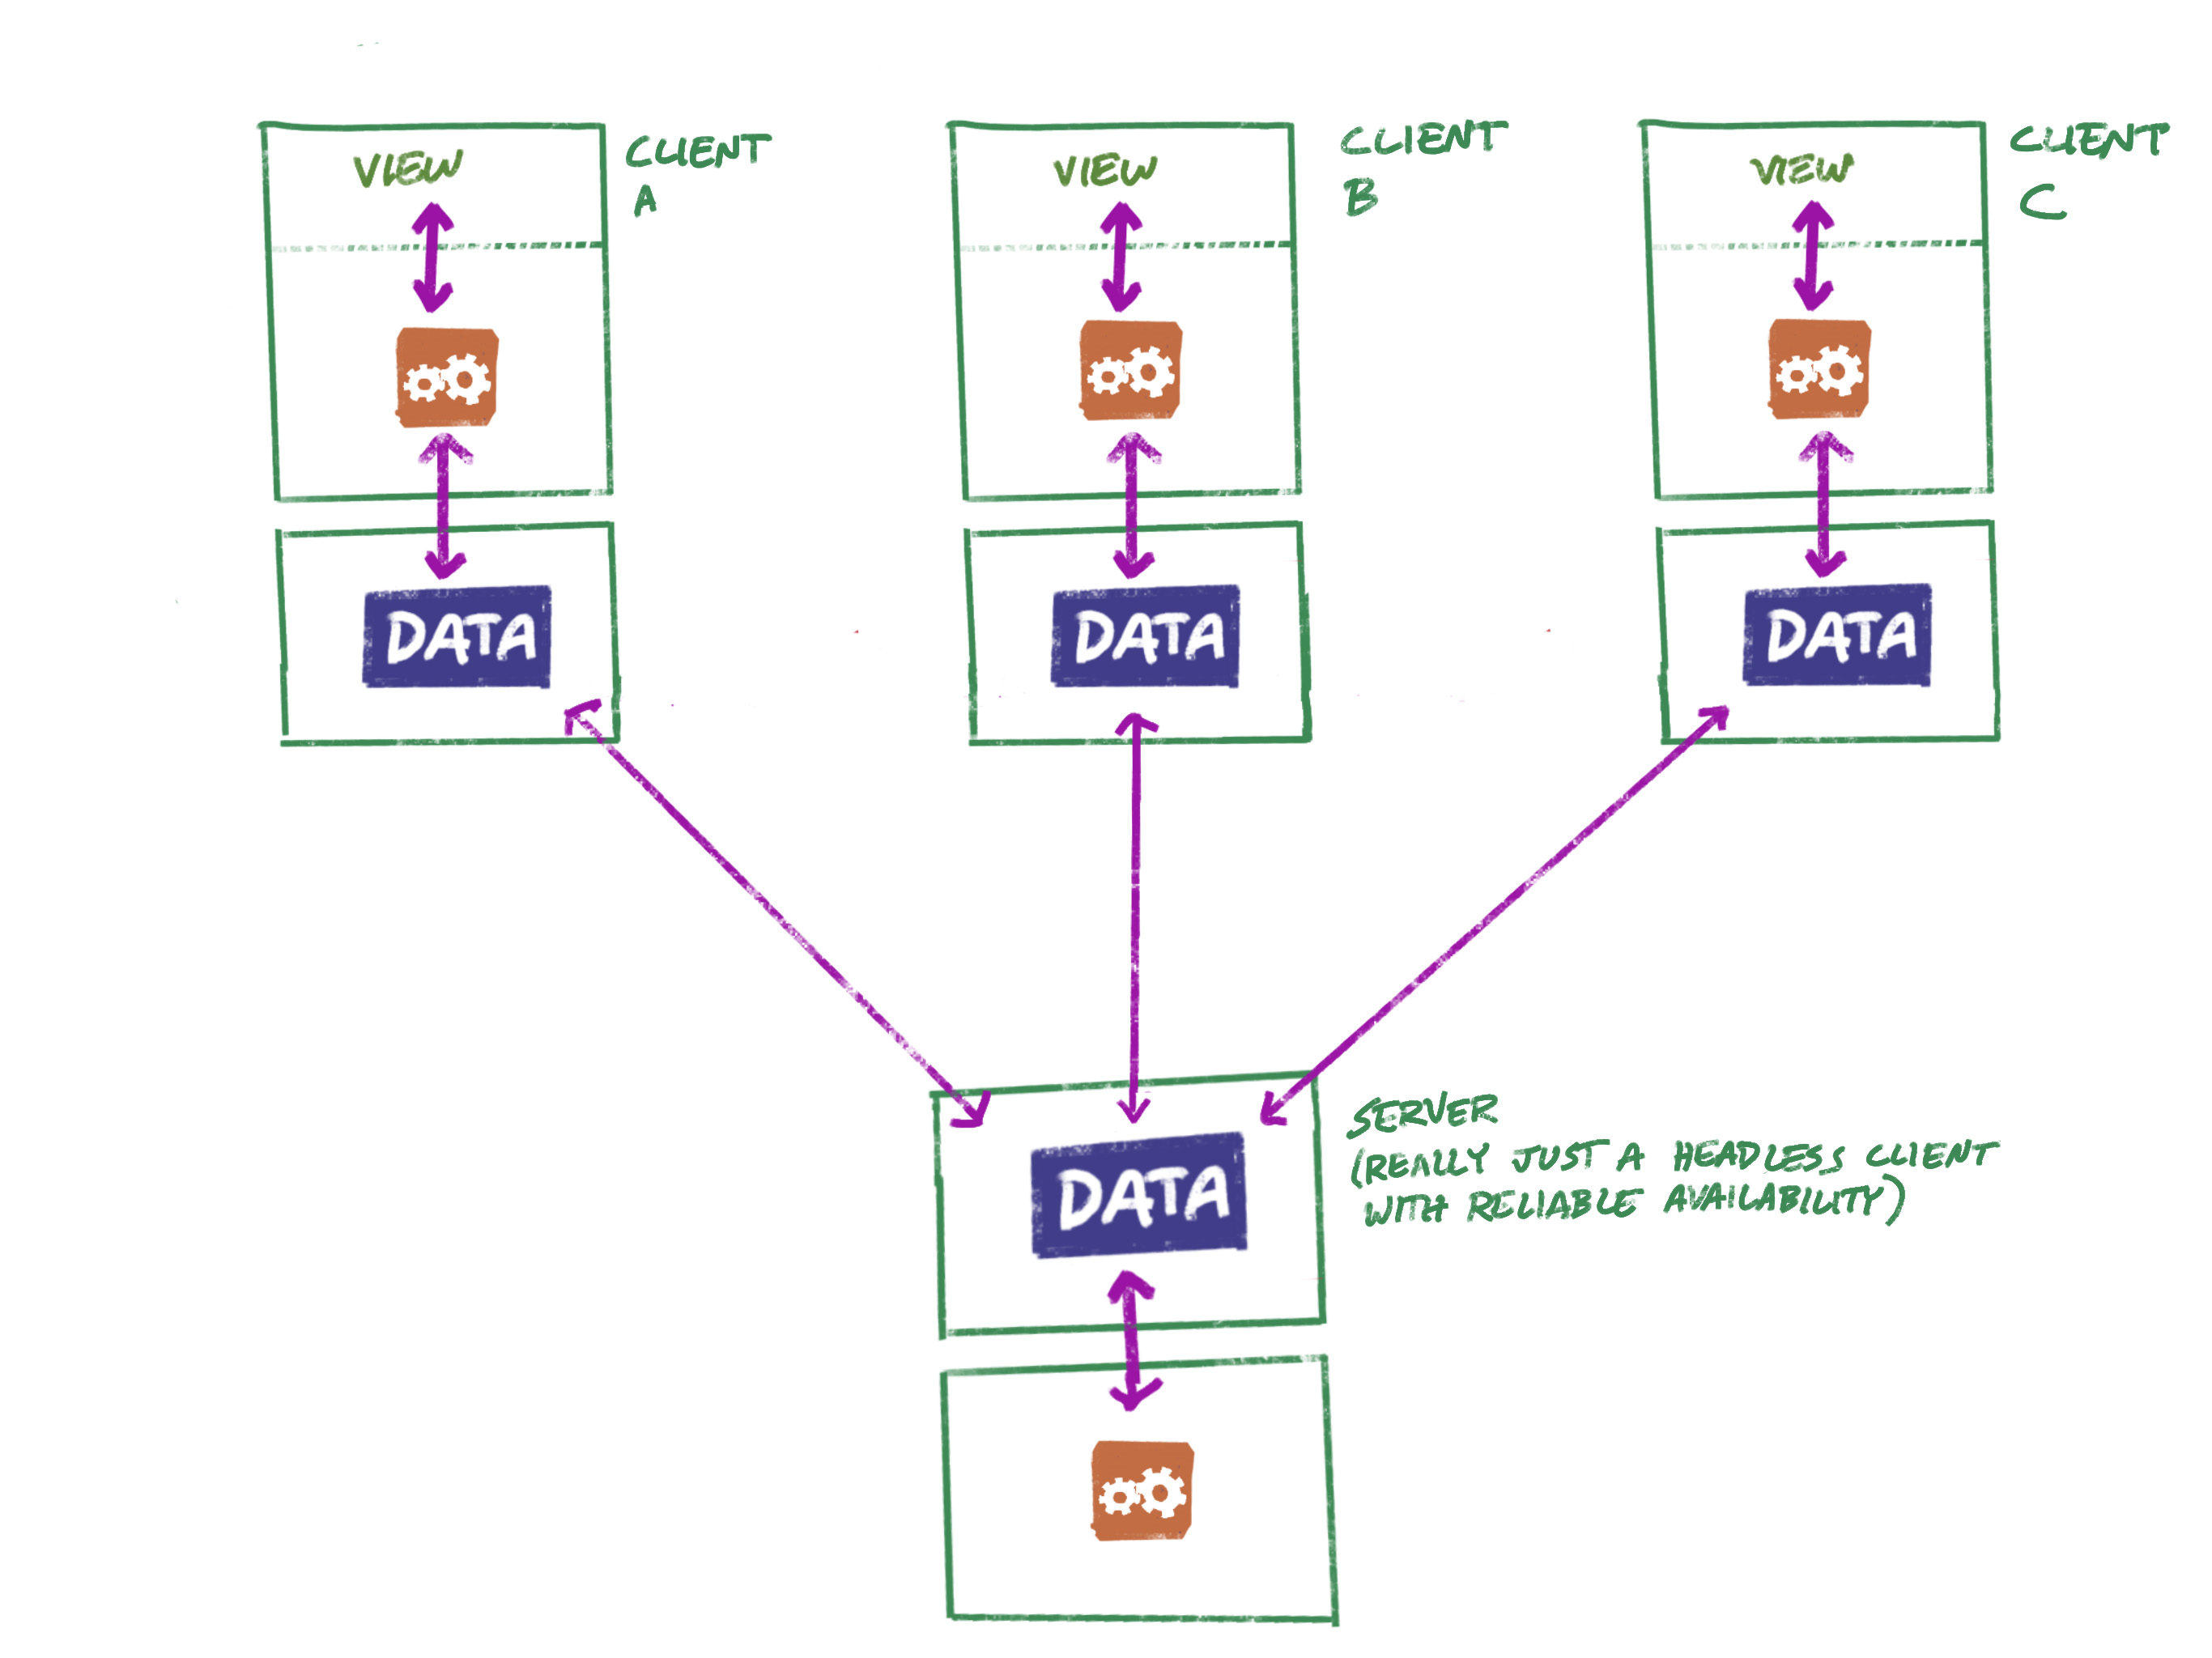 VIEW
CLIENT
A
VIEW
CLIENT
B
VIEW
CLIENT
C
DATA
DATA
DATA
DATA
SERVER
(REALLY JUST A HEADLESS CLIENT
WITH RELIABLE AVAILABILITY)